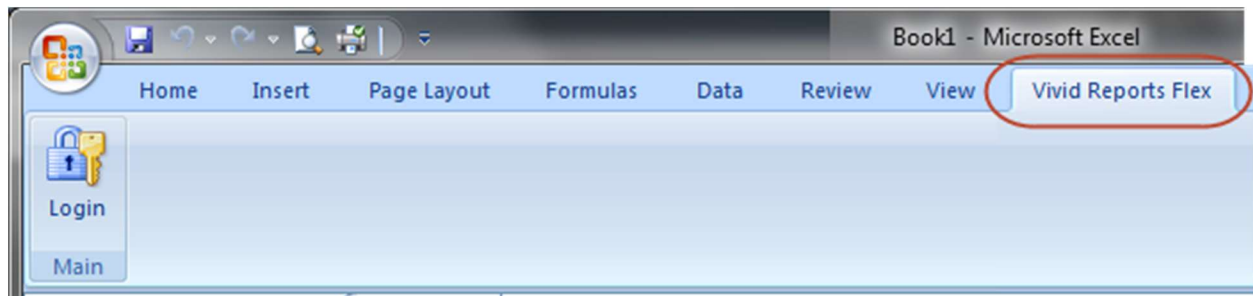 Book1 - Microsoft Excel
Home Insert Page Layout Formulas Data Review View Vivid Reports Flex
Login
Main